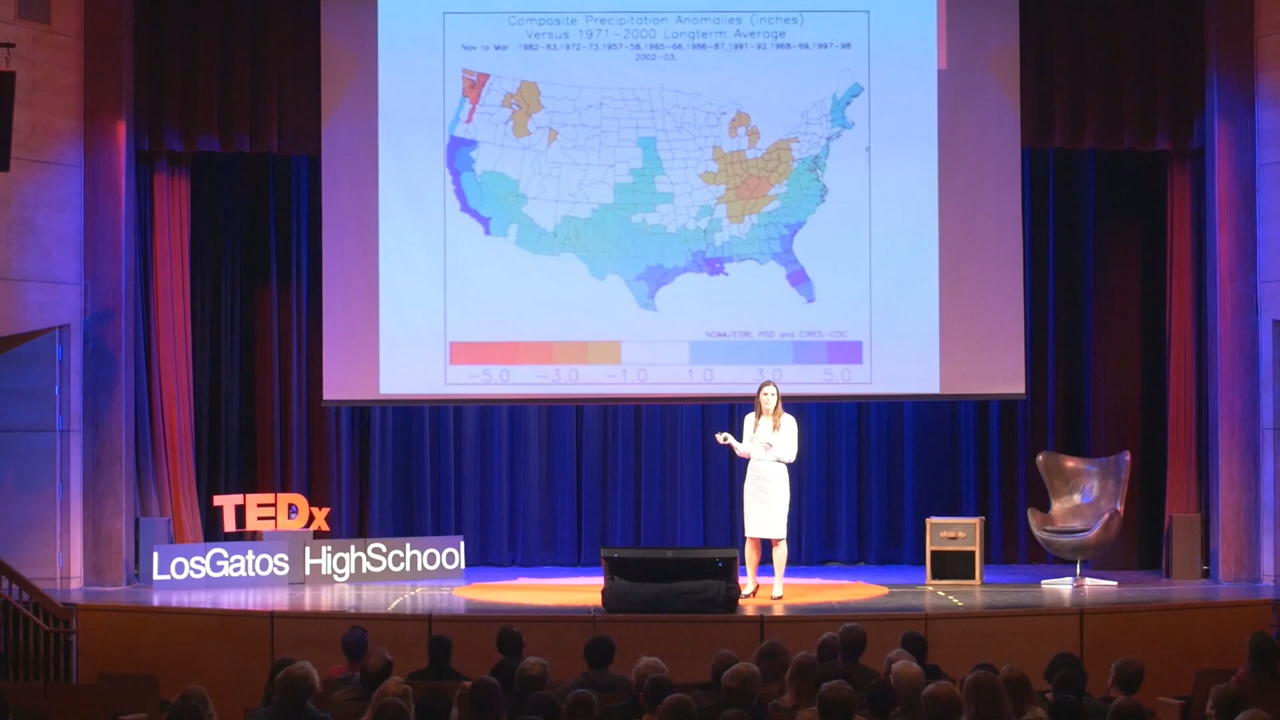 Composite Precipitation Anomalies (inches)
Versus 1971-2000 Longterm Average
Nov to Mar 1982-83,1972-73,1957-58,1965-66,1986-87,1991-92,1968-69,1997-98
2002-03,
NOAA/ESRL PSD and CIRES-CDC
-5.0 -3.0 -1.0 1.0 3.0 5.0
TEDx
LosGatos HighSchool